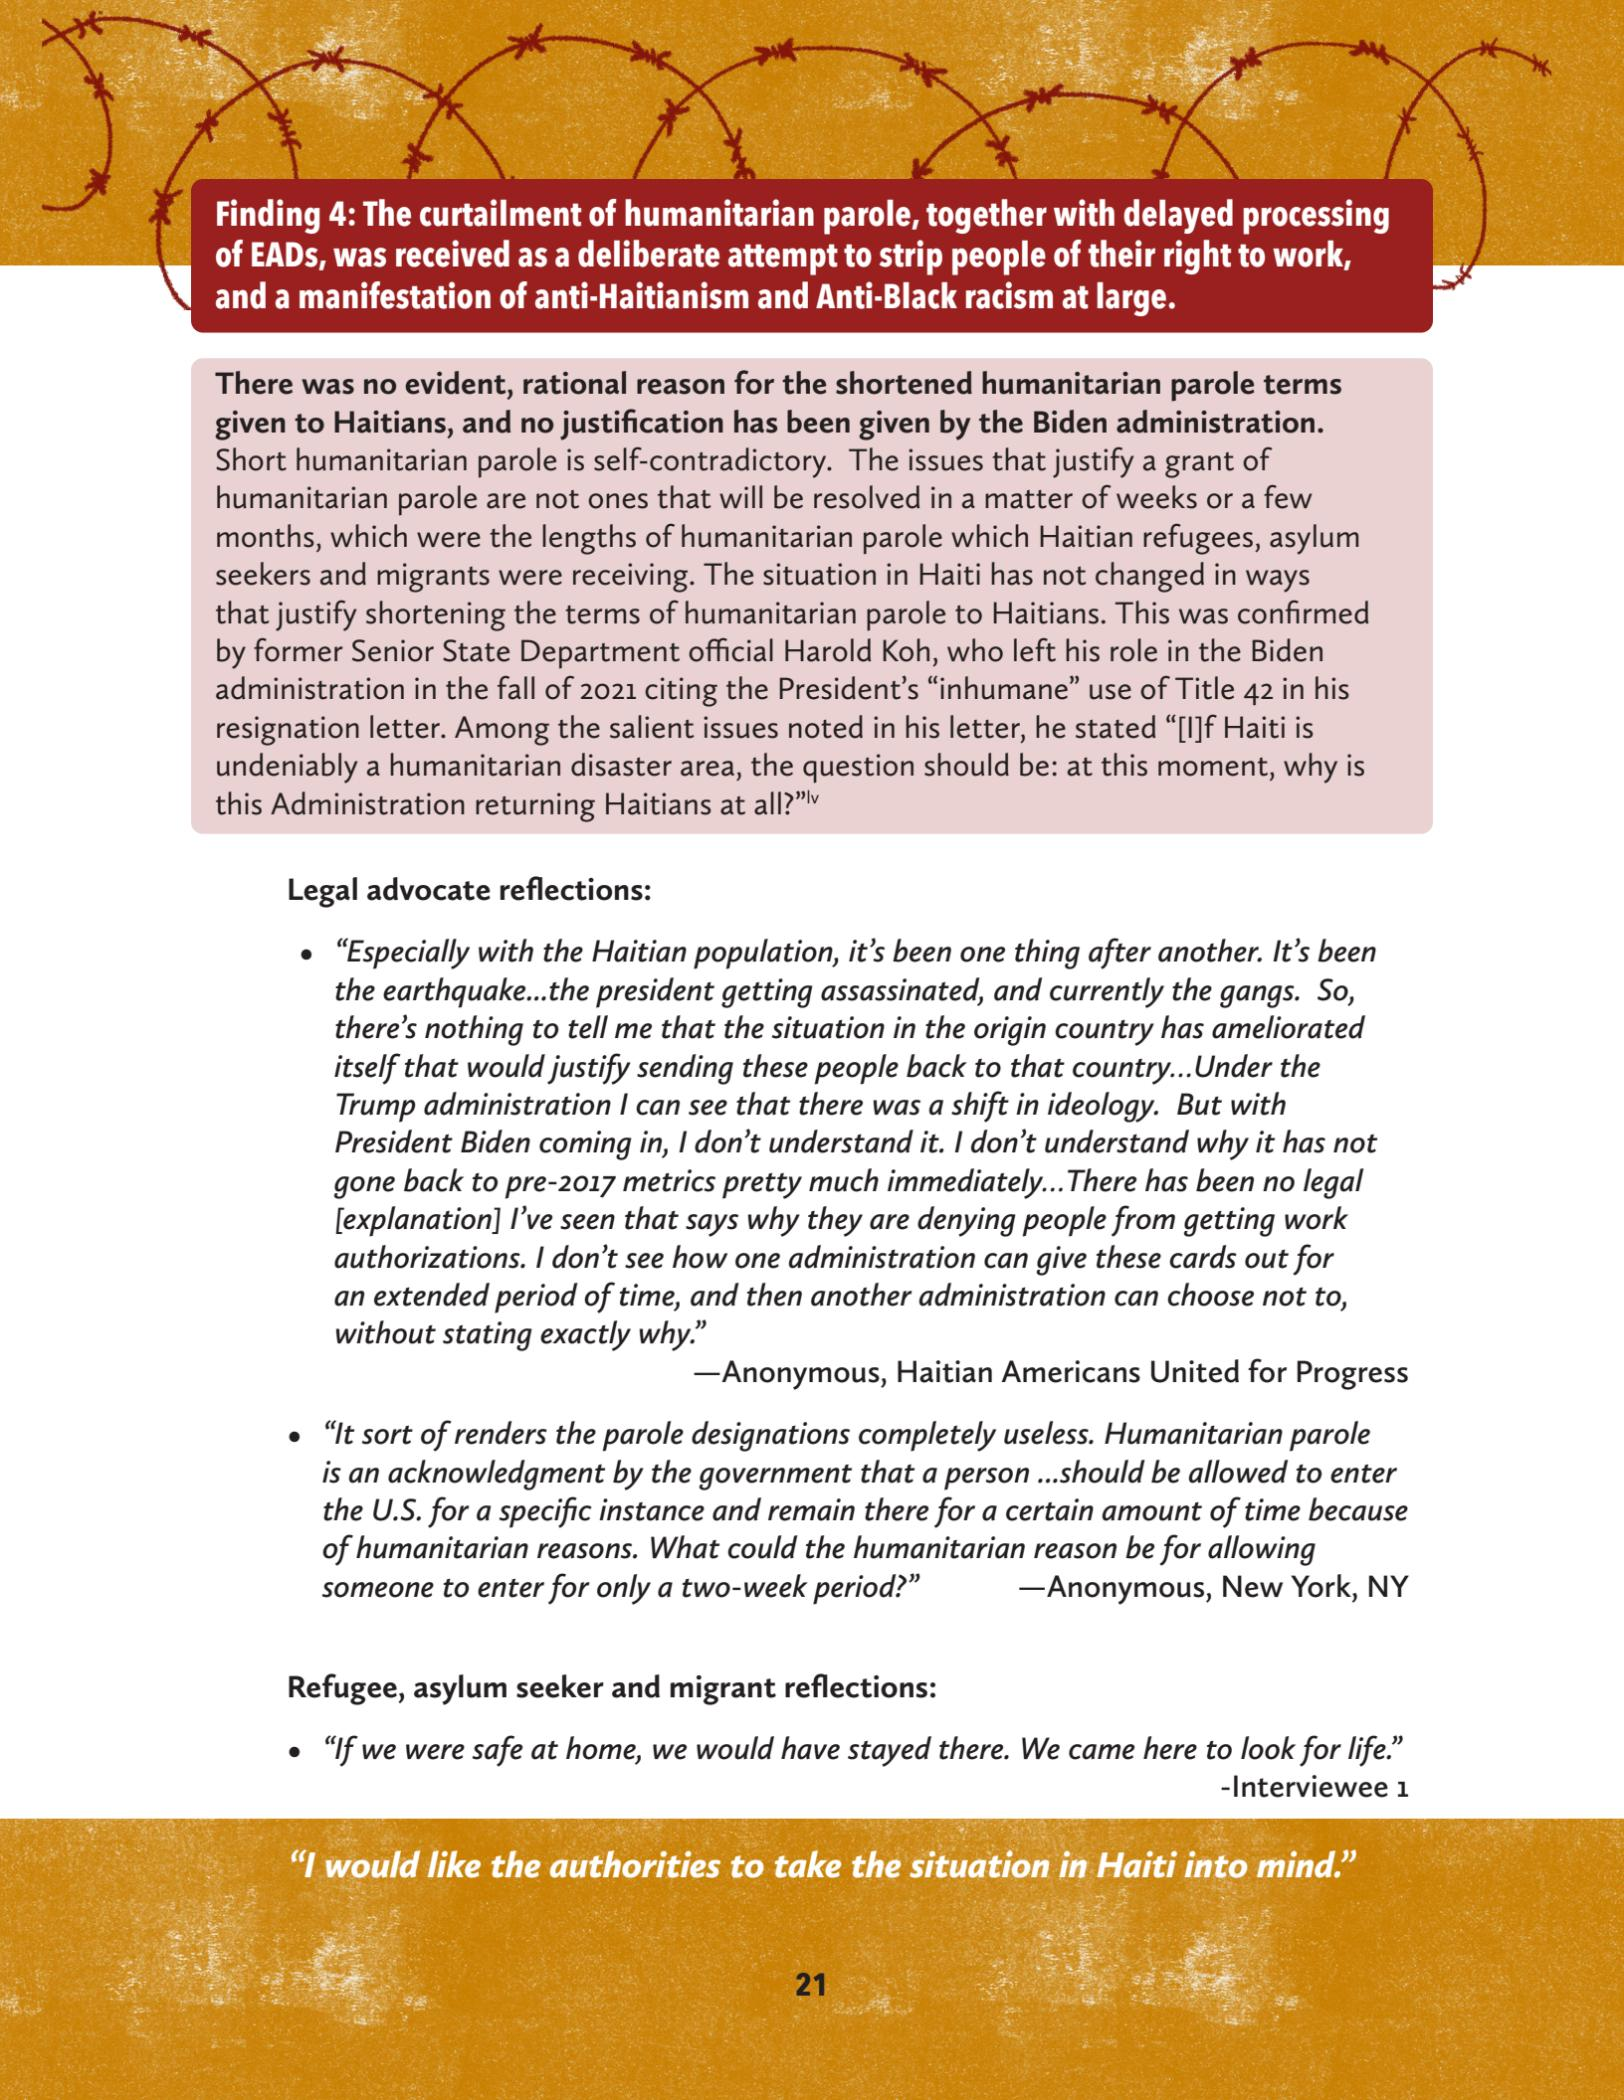 Finding 4: The curtailment of humanitarian parole, together with delayed processing
of EADs, was received as a deliberate attempt to strip people of their right to work,
and a manifestation of anti-Haitianism and Anti-Black racism at large.
There was no evident, rational reason for the shortened humanitarian parole terms
given to Haitians, and no justification has been given by the Biden administration.
Short humanitarian parole is self-contradictory.  The issues that justify a grant of
humanitarian parole are not ones that will be resolved in a matter of weeks or a few
months, which were the lengths of humanitarian parole which Haitian refugees, asylum
seekers and migrants were receiving. The situation in Haiti has not changed in ways
that justify shortening the terms of humanitarian parole to Haitians. This was confirmed
by former Senior State Department official Harold Koh, who left his role in the Biden
administration in the fall of 2021 citing the President’s “inhumane” use of Title 42 in his
resignation letter. Among the salient issues noted in his letter, he stated “[I]f Haiti is
undeniably a humanitarian disaster area, the question should be: at this moment, why is
this Administration returning Haitians at all?”lv
Legal advocate reflections:
• “Especially with the Haitian population, it’s been one thing after another. It’s been
the earthquake...the president getting assassinated, and currently the gangs.  So,
there’s nothing to tell me that the situation in the origin country has ameliorated
itself that would justify sending these people back to that country…Under the
Trump administration I can see that there was a shift in ideology.  But with
President Biden coming in, I don’t understand it. I don’t understand why it has not
gone back to pre-2017 metrics pretty much immediately…There has been no legal
[explanation] I’ve seen that says why they are denying people from getting work
authorizations. I don’t see how one administration can give these cards out for
an extended period of time, and then another administration can choose not to,
without stating exactly why.”
—Anonymous, Haitian Americans United for Progress
• “It sort of renders the parole designations completely useless. Humanitarian parole
is an acknowledgment by the government that a person ...should be allowed to enter
the U.S. for a specific instance and remain there for a certain amount of time because
of humanitarian reasons. What could the humanitarian reason be for allowing
someone to enter for only a two-week period?” —Anonymous, New York, NY
Refugee, asylum seeker and migrant reflections:
• “If we were safe at home, we would have stayed there. We came here to look for life.”
-Interviewee 1
“I would like the authorities to take the situation in Haiti into mind.”
21